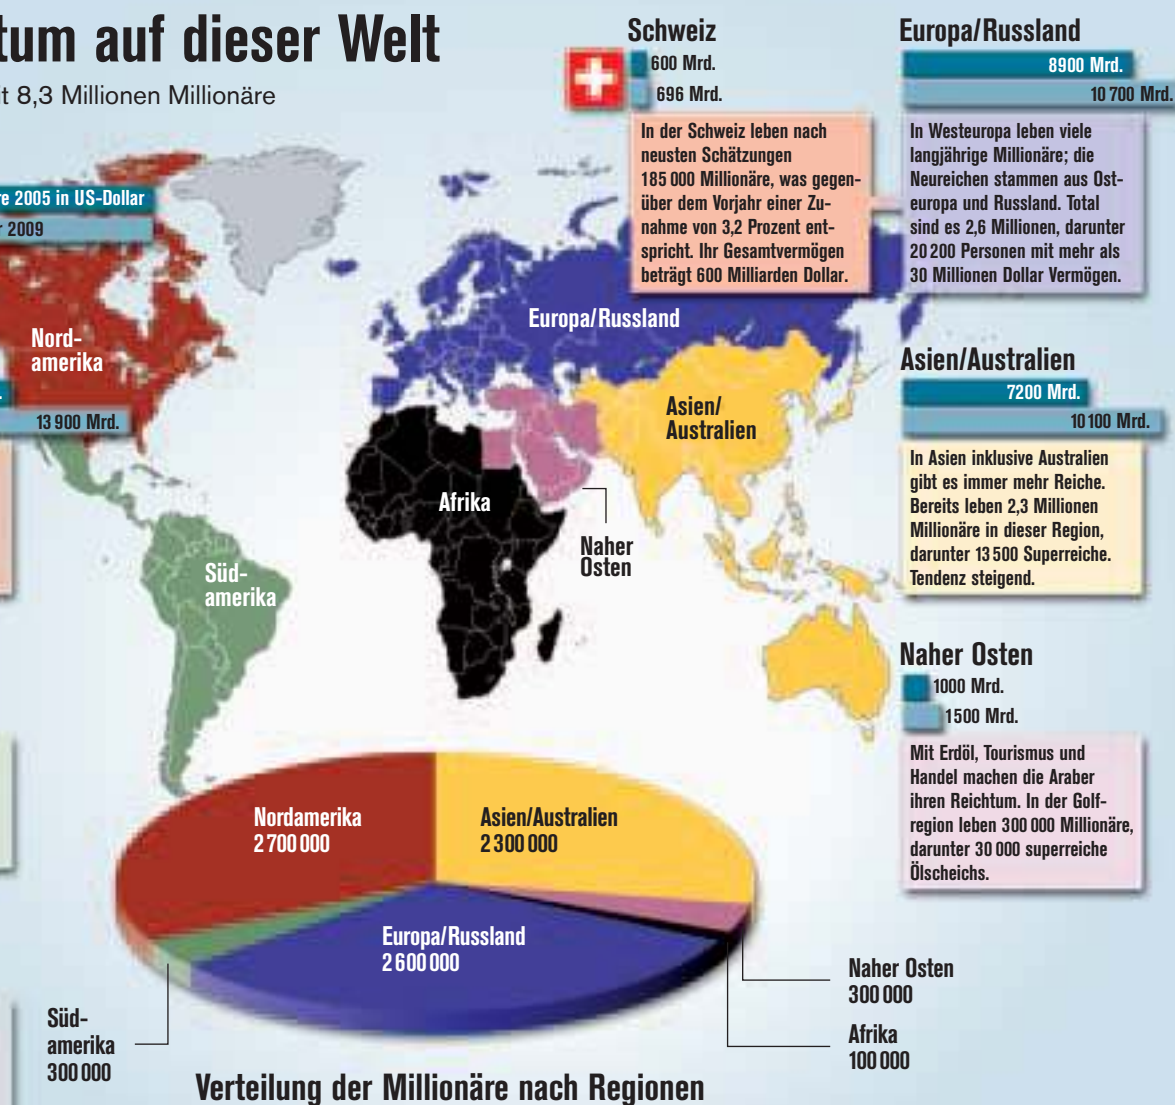 tum auf dieser Welt
it 8,3 Millionen Millionäre
re 2005 in US-Dollar
2009
Nord-
amerika
13 900 Mrd.
Süd-
amerika
Europa/Russland
Afrika
Naher
Osten
Asien/
Australien
Schweiz
600 Mrd.
696 Mrd.
In der Schweiz leben nach
neusten Schätzungen
185 000 Millionäre, was gegen-
über dem Vorjahr einer Zu-
nahme von 3,2 Prozent ent-
spricht. Ihr Gesamtvermögen
beträgt 600 Milliarden Dollar.
Europa/Russland
8900 Mrd.
10 700 Mrd.
In Westeuropa leben viele
langjährige Millionäre; die
Neureichen stammen aus Ost-
europa und Russland. Total
sind es 2,6 Millionen, darunter
20 200 Personen mit mehr als
30 Millionen Dollar Vermögen.
Asien/Australien
7200 Mrd.
10 100 Mrd.
In Asien inklusive Australien
gibt es immer mehr Reiche.
Bereits leben 2,3 Millionen
Millionäre in dieser Region,
darunter 13 500 Superreiche.
Tendenz steigend.
Naher Osten
1000 Mrd.
1500 Mrd.
Mit Erdöl, Tourismus und
Handel machen die Araber
ihren Reichtum. In der Golf-
region leben 300 000 Millionäre,
darunter 30 000 superreiche
Ölscheichs.
Nordamerika
2 700 000
Asien/Australien
2 300 000
Europa/Russland
2 600 000
Naher Osten
300 000
Afrika
100 000
Süd-
amerika
300 000
Verteilung der Millionäre nach Regionen